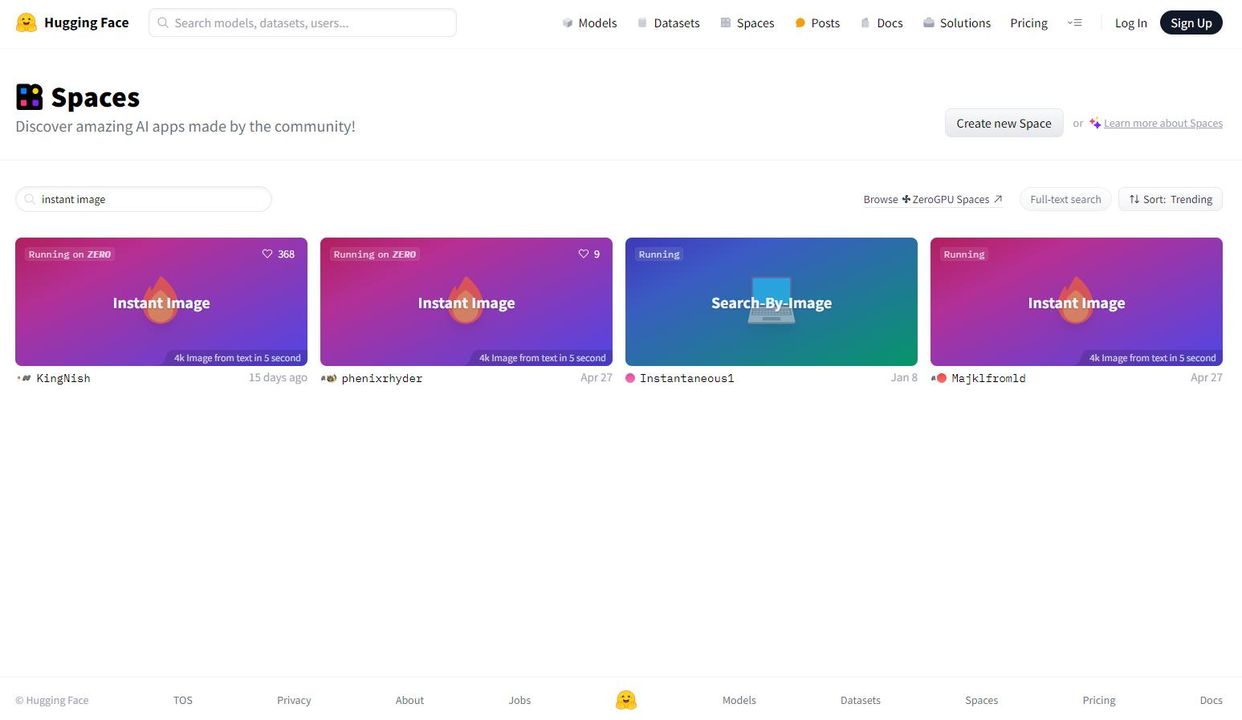 Hugging Face
Search models, datasets, users...
Models
Datasets
Spaces
Posts
Docs
Solutions
Pricing
Log In
Sign Up
Spaces
Discover amazing AI apps made by the community!
Create new Space
or
Learn more about Spaces
instant image
Browse ZeroGPU Spaces
Full-text search
Sort: Trending
Running on ZERO
368
Instant Image
4k Image from text in 5 second
KingNish
15 days ago
Running on ZERO
9
Instant Image
4k Image from text in 5 second
phenixrhyder
Apr 27
Running
Search-By-Image
Instantaneous1
Jan 8
Running
Instant Image
4k Image from text in 5 second
Majklfromld
Apr 27
© Hugging Face
TOS
Privacy
About
Jobs
Models
Datasets
Spaces
Pricing
Docs